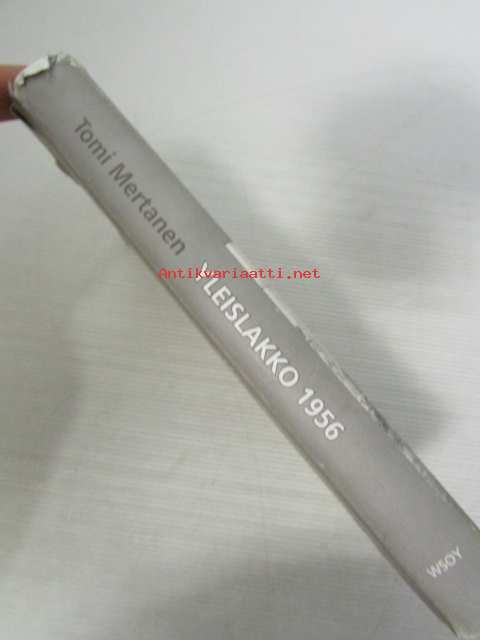 Tomi Mertanen
YLEISLAKKO 1956
WSOY
Antikvariaatti.net